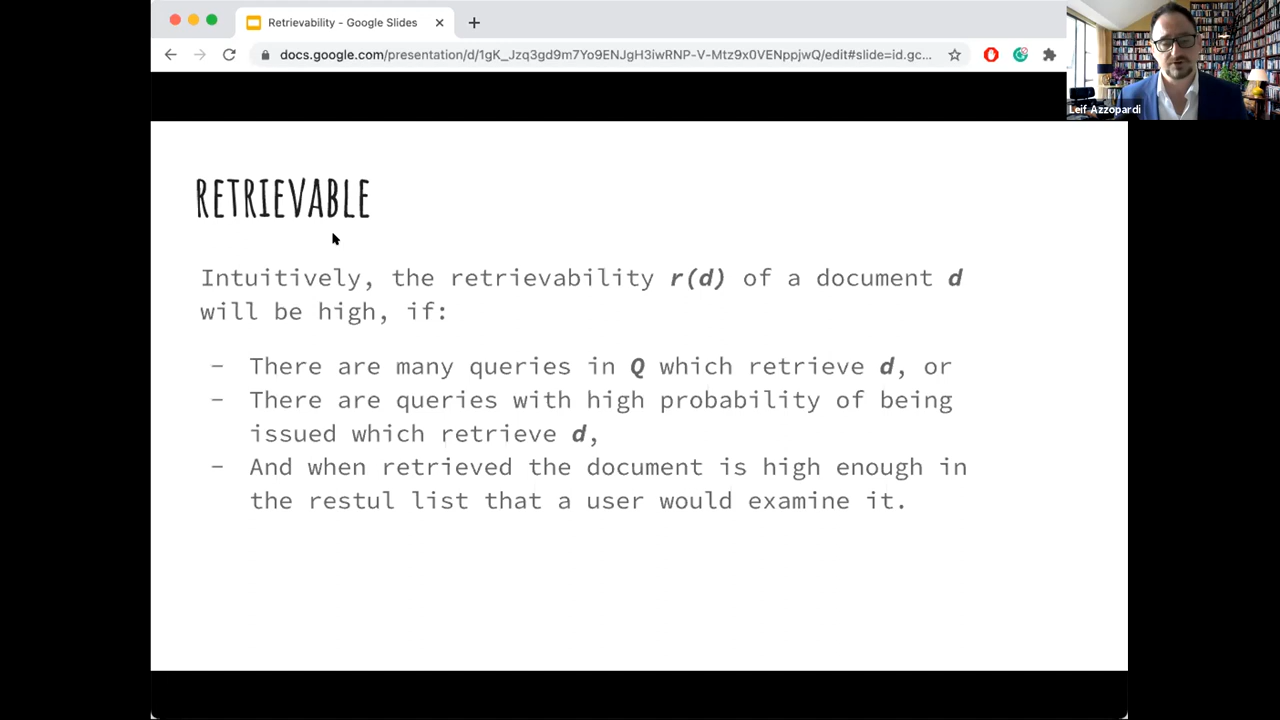 Retrievability - Google Slides
docs.google.com/presentation/d/1gK_Jzq3gd9m7Yo9ENJgH3iwRNP-V-Mtz9x0VENppjwQ/edit#slide=id.gc...
Leif Azzopardi
RETRIEVABLE
Intuitively, the retrievability r(d) of a document d
will be high, if:
- There are many queries in Q which retrieve d, or
- There are queries with high probability of being
issued which retrieve d,
- And when retrieved the document is high enough in
the restul list that a user would examine it.